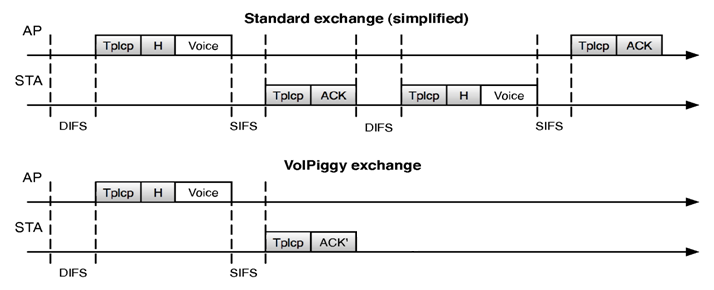 Standard exchange (simplified)
AP
Tplcp H Voice
Tplcp ACK
STA
Tplcp ACK
Tplcp H Voice
DIFS
SIFS
DIFS
SIFS
VoIPiggy exchange
AP
Tplcp H Voice
STA
Tplcp ACK'
DIFS
SIFS